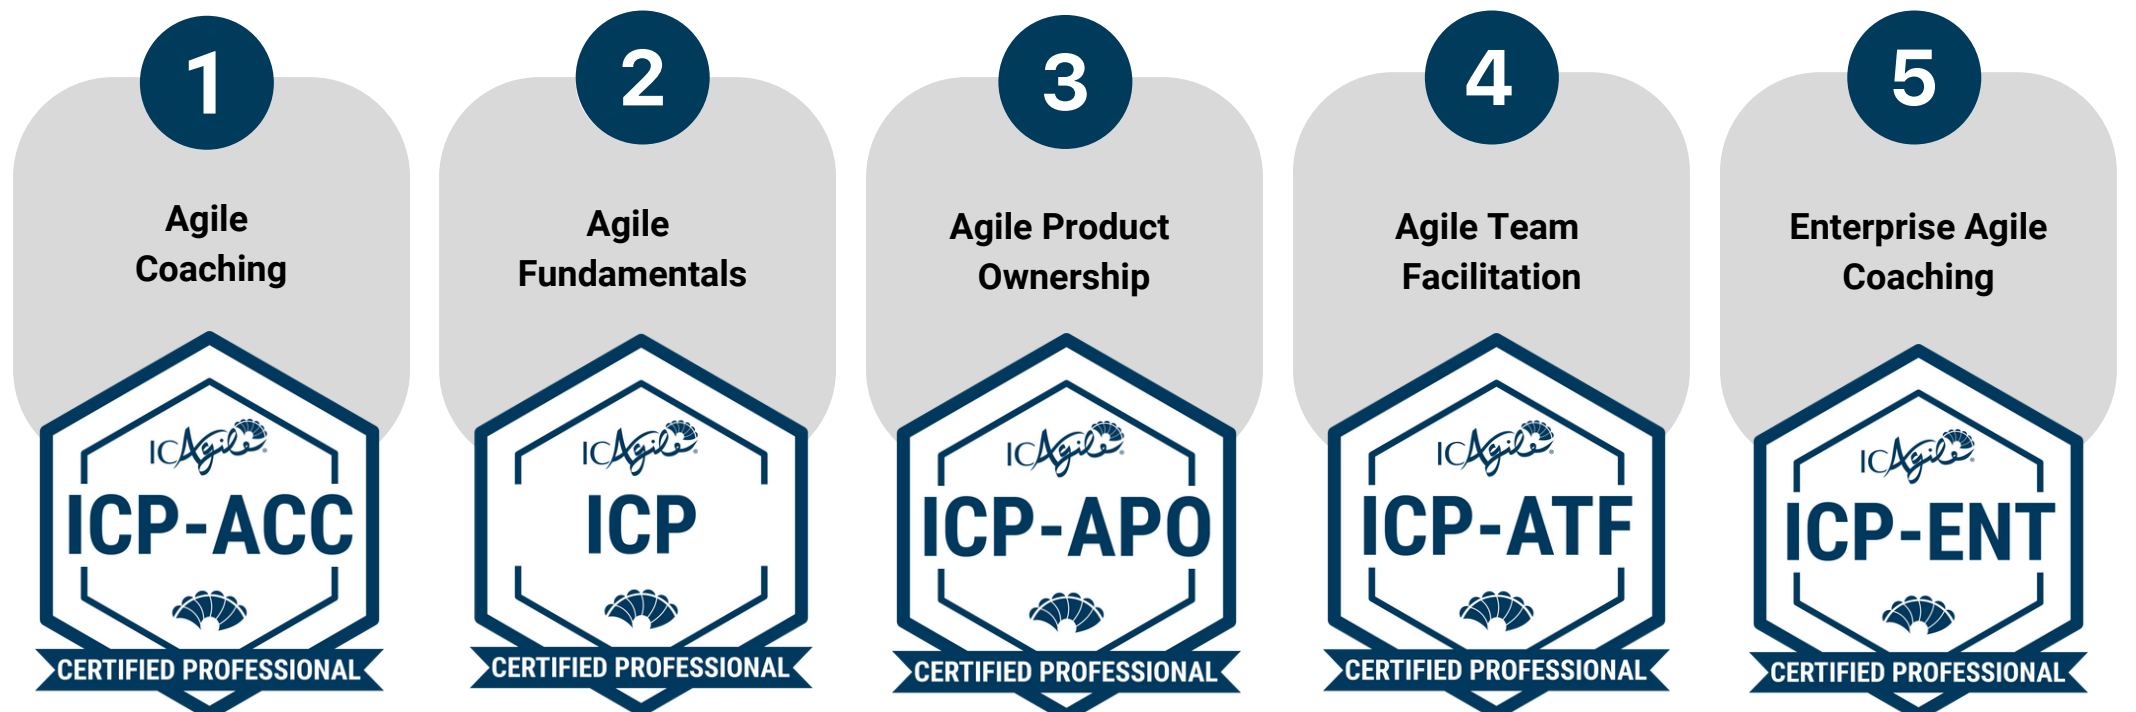 1
Agile
Coaching
ICAgile
ICP-ACC
CERTIFIED PROFESSIONAL
2
Agile
Fundamentals
ICAgile
ICP
CERTIFIED PROFESSIONAL
3
Agile Product
Ownership
ICAgile
ICP-APO
CERTIFIED PROFESSIONAL
4
Agile Team
Facilitation
ICAgile
ICP-ATF
CERTIFIED PROFESSIONAL
5
Enterprise Agile
Coaching
ICAgile
ICP-ENT
CERTIFIED PROFESSIONAL